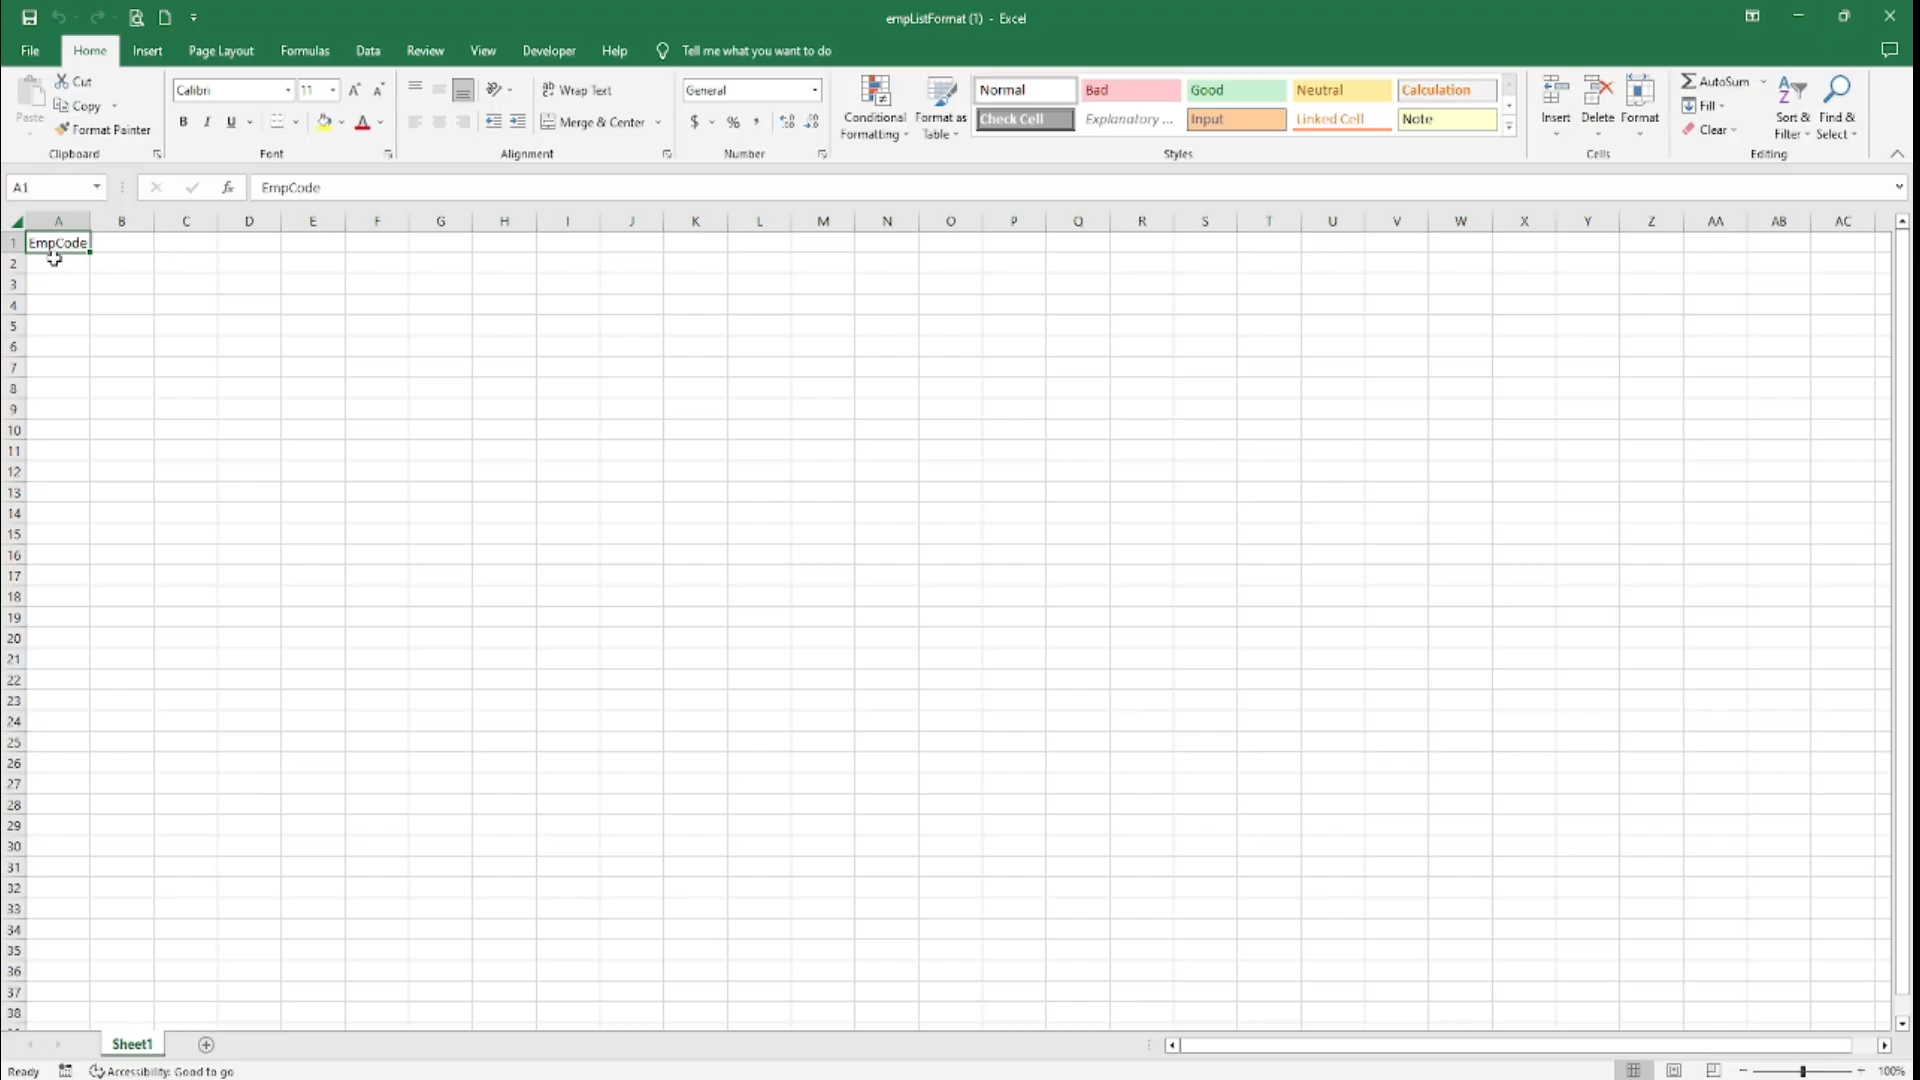 empListFormat (1) - Excel
File Home Insert Page Layout Formulas Data Review View Developer Help Tell me what you want to do
Paste
Cut
Copy
Format Painter
Clipboard
Calibri 11
B I U
Font
Wrap Text
Merge & Center
Alignment
General
$ % ,
Number
Conditional Formatting
Format as Table
Normal Bad Good Neutral Calculation
Check Cell Explanatory ... Input Linked Cell Note
Styles
Insert Delete Format
Cells
AutoSum
Fill
Clear
Sort & Filter
Find & Select
Editing
A1 fx EmpCode
A B C D E F G H I J K L M N O P Q R S T U V W X Y Z AA AB AC
1 EmpCode
2
3
4
5
6
7
8
9
10
11
12
13
14
15
16
17
18
19
20
21
22
23
24
25
26
27
28
29
30
31
32
33
34
35
36
37
38
Sheet1
Ready Accessibility: Good to go 100%